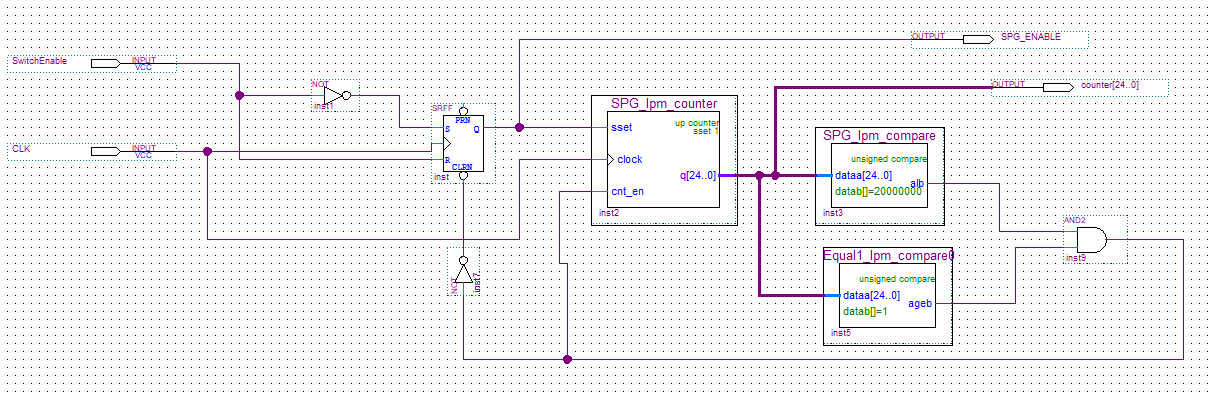 OUTPUT SPG_ENABLE
SwitchEnable INPUT
VCC
NOT
inst1
OUTPUT counter[24..0]
SPG_lpm_counter
up counter
sset 1
sset
clock
cnt_en
q[24..0]
inst2
SRFF
PRN
S Q
R
CLRN
inst
CLK INPUT
VCC
SPG_lpm_compare
unsigned compare
dataa[24..0]
alb
datab[]=20000000
inst3
AND2
inst9
NOT
inst7
Equal1_lpm_compare0
unsigned compare
dataa[24..0]
ageb
datab[]=1
inst5